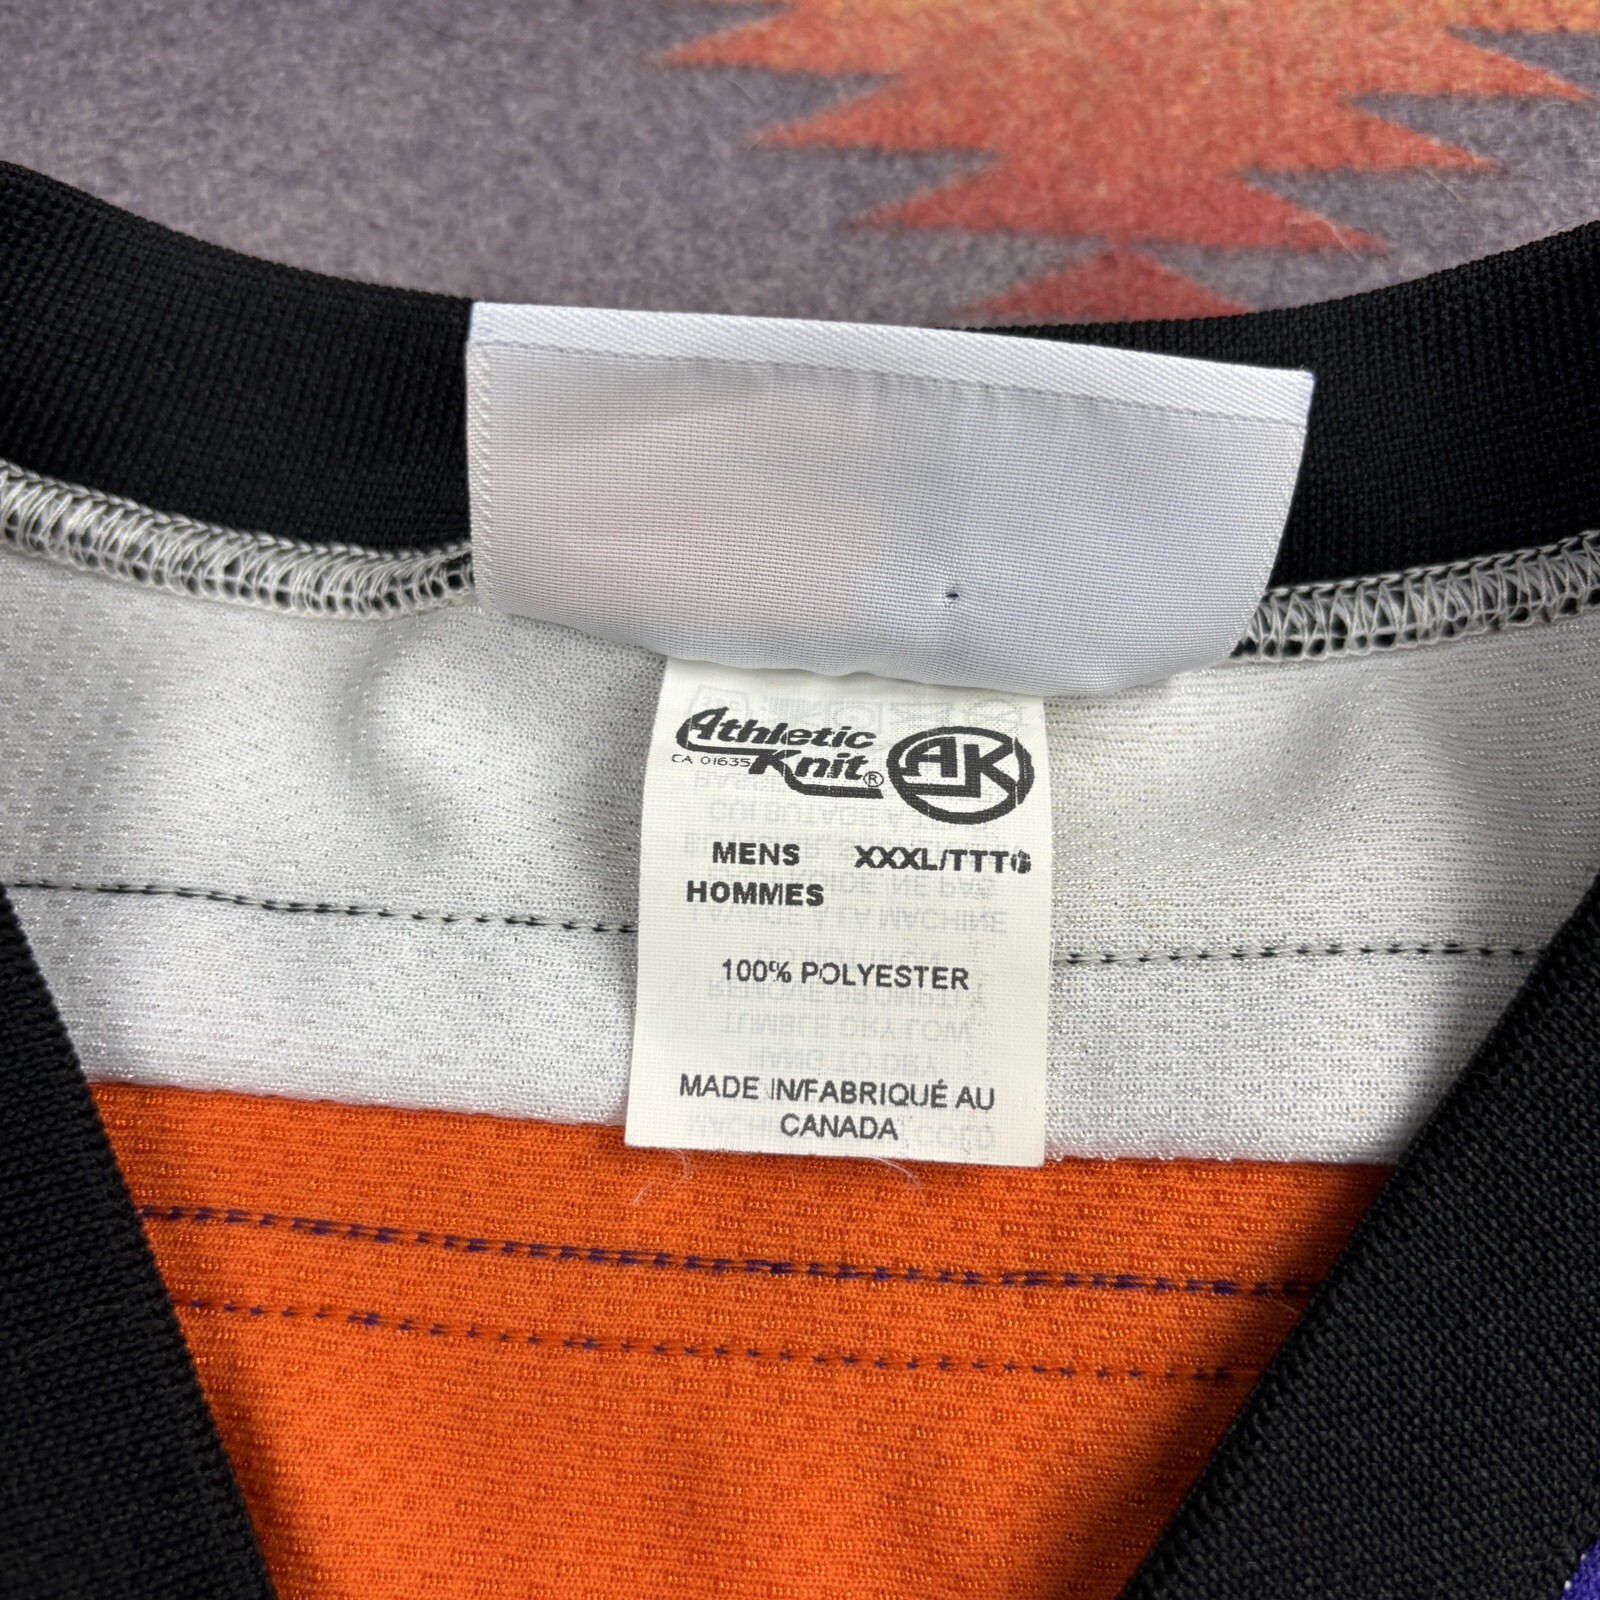 Athletic
CA 01635 Knit® AK
MENS XXXL/TTTG
HOMMES
100% POLYESTER
MADE IN/FABRIQUÉ AU
CANADA